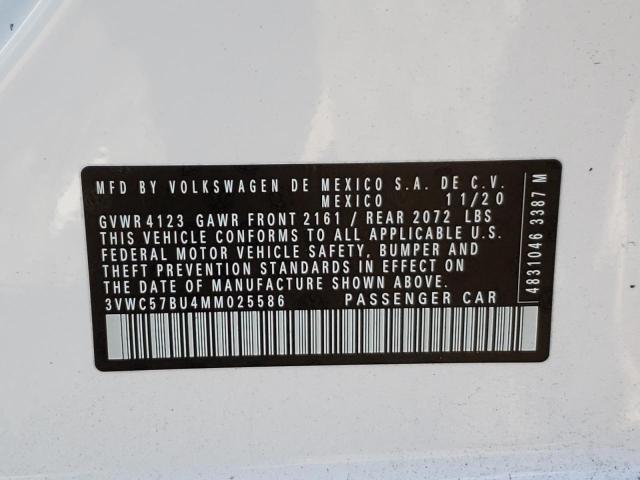 MFD BY VOLKSWAGEN DE MEXICO S.A. DE C.V.
MEXICO 11/20
GVWR 4123 GAWR FRONT 2161 / REAR 2072 LBS
THIS VEHICLE CONFORMS TO ALL APPLICABLE U.S.
FEDERAL MOTOR VEHICLE SAFETY, BUMPER AND
THEFT PREVENTION STANDARDS IN EFFECT ON
THE DATE OF MANUFACTURE SHOWN ABOVE.
3VWC57BU4MM025586 PASSENGER CAR
4831046 3387 M